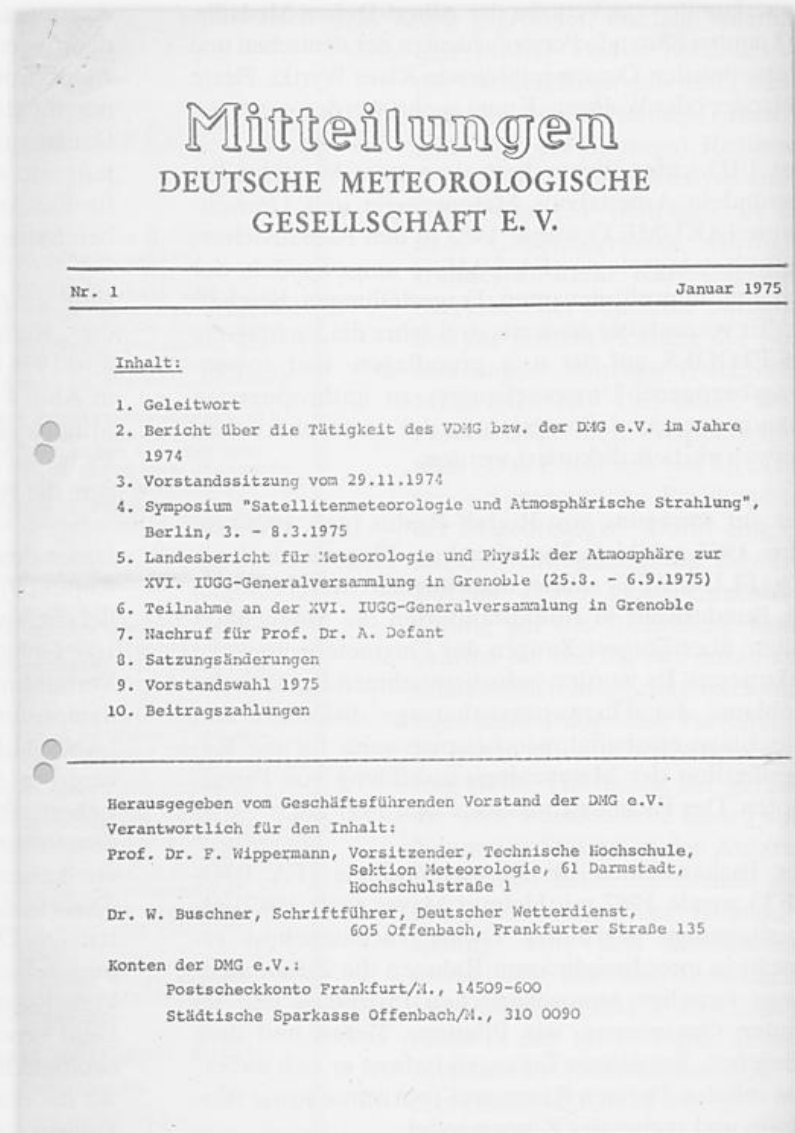 Mitteilungen
DEUTSCHE METEOROLOGISCHE
GESELLSCHAFT E. V.
Nr. 1 Januar 1975
Inhalt:
1. Geleitwort
2. Bericht über die Tätigkeit des VDMG bzw. der DMG e.V. im Jahre
1974
3. Vorstandssitzung vom 29.11.1974
4. Symposium "Satellitenmeteorologie und Atmosphärische Strahlung",
Berlin, 3. - 8.3.1975
5. Landesbericht für Meteorologie und Physik der Atmosphäre zur
XVI. IUGG-Generalversammlung in Grenoble (25.8. - 6.9.1975)
6. Teilnahme an der XVI. IUGG-Generalversammlung in Grenoble
7. Nachruf für Prof. Dr. A. Defant
8. Satzungsänderungen
9. Vorstandswahl 1975
10. Beitragszahlungen
Herausgegeben vom Geschäftsführenden Vorstand der DMG e.V.
Verantwortlich für den Inhalt:
Prof. Dr. F. Wippermann, Vorsitzender, Technische Hochschule,
Sektion Meteorologie, 61 Darmstadt,
Hochschulstraße 1
Dr. W. Buschner, Schriftführer, Deutscher Wetterdienst,
605 Offenbach, Frankfurter Straße 135
Konten der DMG e.V.:
Postscheckkonto Frankfurt/M., 14509-600
Städtische Sparkasse Offenbach/M., 310 0090